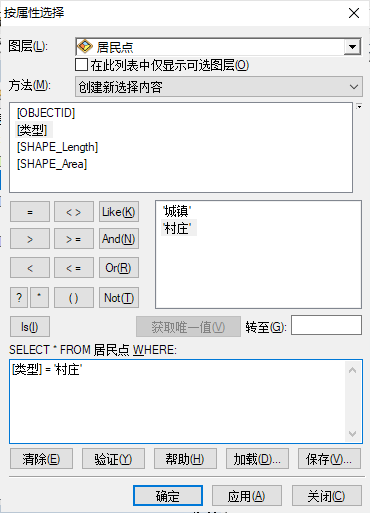 按属性选择
图层(L): 居民点
在此列表中仅显示可选图层(O)
方法(M): 创建新选择内容
[OBJECTID]
[类型]
[SHAPE_Length]
[SHAPE_Area]
= < > Like(K)
> > = And(N)
< < = Or(R)
? * ( ) Not(T)
'城镇'
'村庄'
Is(I) 获取唯一值(V) 转至(G):
SELECT * FROM 居民点 WHERE:
[类型] = '村庄'
清除(E) 验证(Y) 帮助(H) 加载(D)... 保存(V)...
确定 应用(A) 关闭(C)